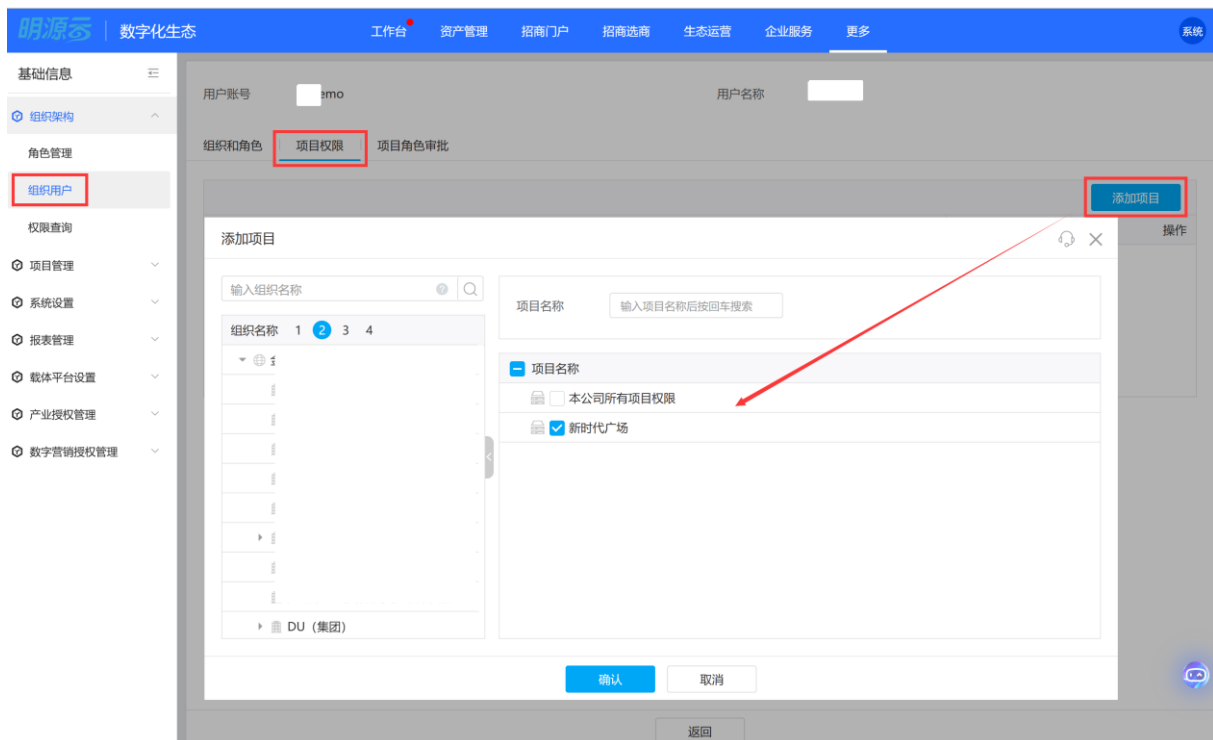 明源云 数字化生态 工作台 资产管理 招商门户 招商选商 生态运营 企业服务 更多 系统
基础信息
组织架构
角色管理
组织用户
权限查询
项目管理
系统设置
报表管理
载体平台设置
产业授权管理
数字营销授权管理
用户账号 emo 用户名称
组织和角色 项目权限 项目角色审批
添加项目
操作
添加项目
输入组织名称
组织名称 1 2 3 4
DU（集团）
项目名称 输入项目名称后按回车搜索
项目名称
本公司所有项目权限
新时代广场
确认 取消
返回